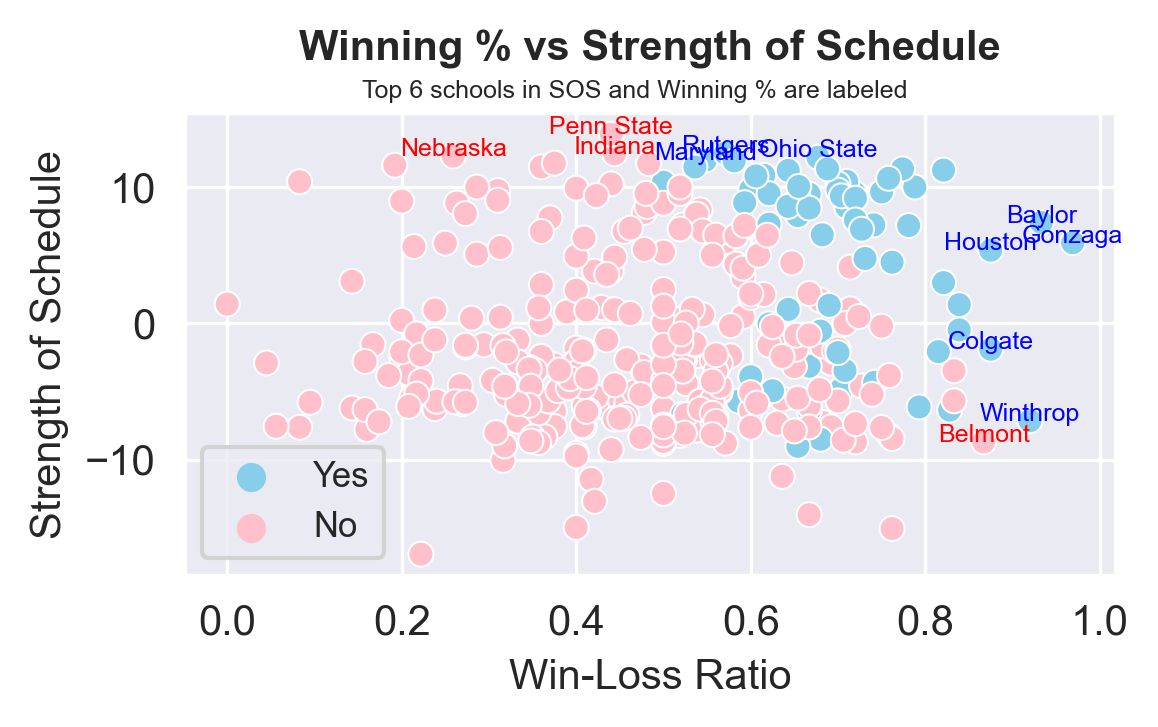 Winning % vs Strength of Schedule
Top 6 schools in SOS and Winning % are labeled
Penn State
Nebraska
Indiana
Rutgers
Maryland
Ohio State
Baylor
Gonzaga
Houston
Colgate
Winthrop
Belmont
10
0
−10
Strength of Schedule
Yes
No
0.0 0.2 0.4 0.6 0.8 1.0
Win-Loss Ratio